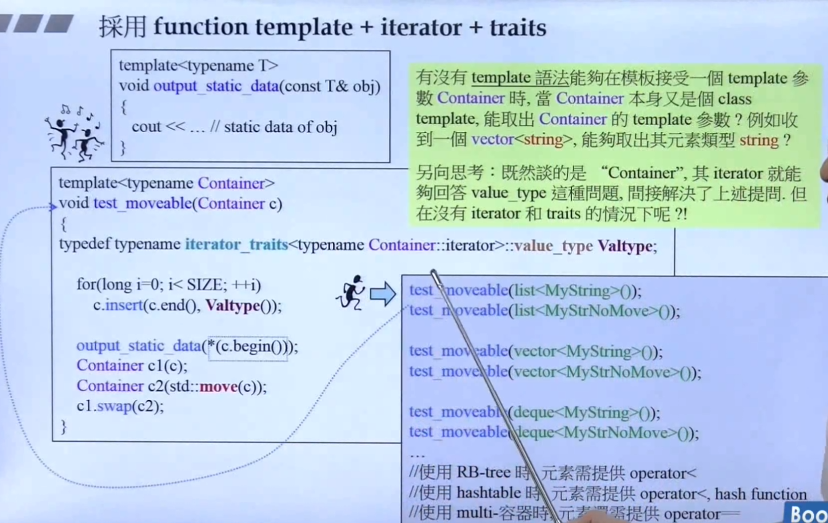 採用 function template + iterator + traits
template<typename T>
void output_static_data(const T& obj)
{
cout << … // static data of obj
}
有沒有 template 語法能夠在模板接受一個 template 參
數 Container 時, 當 Container 本身又是個 class
template, 能取出 Container 的 template 參數 ? 例如收
到一個 vector<string>, 能夠取出其元素類型 string ?
另向思考 : 既然談的是 “Container”, 其 iterator 就能
夠回答 value_type 這種問題, 間接解決了上述提問. 但
在沒有 iterator 和 traits 的情況下呢 ?!
template<typename Container>
void test_moveable(Container c)
{
typedef typename iterator_traits<typename Container::iterator>::value_type Valtype;
for(long i=0; i< SIZE; ++i)
c.insert(c.end(), Valtype());
output_static_data(*(c.begin()));
Container c1(c);
Container c2(std::move(c));
c1.swap(c2);
}
test_moveable(list<MyString>());
test_moveable(list<MyStrNoMove>());
test_moveable(vector<MyString>());
test_moveable(vector<MyStrNoMove>());
test_moveable(deque<MyString>());
test_moveable(deque<MyStrNoMove>());
…
//使用 RB-tree 時, 元素需提供 operator<
//使用 hashtable 時, 元素需提供 operator<, hash function
//使用 multi-容器時, 元素需提供 operator==
Boo